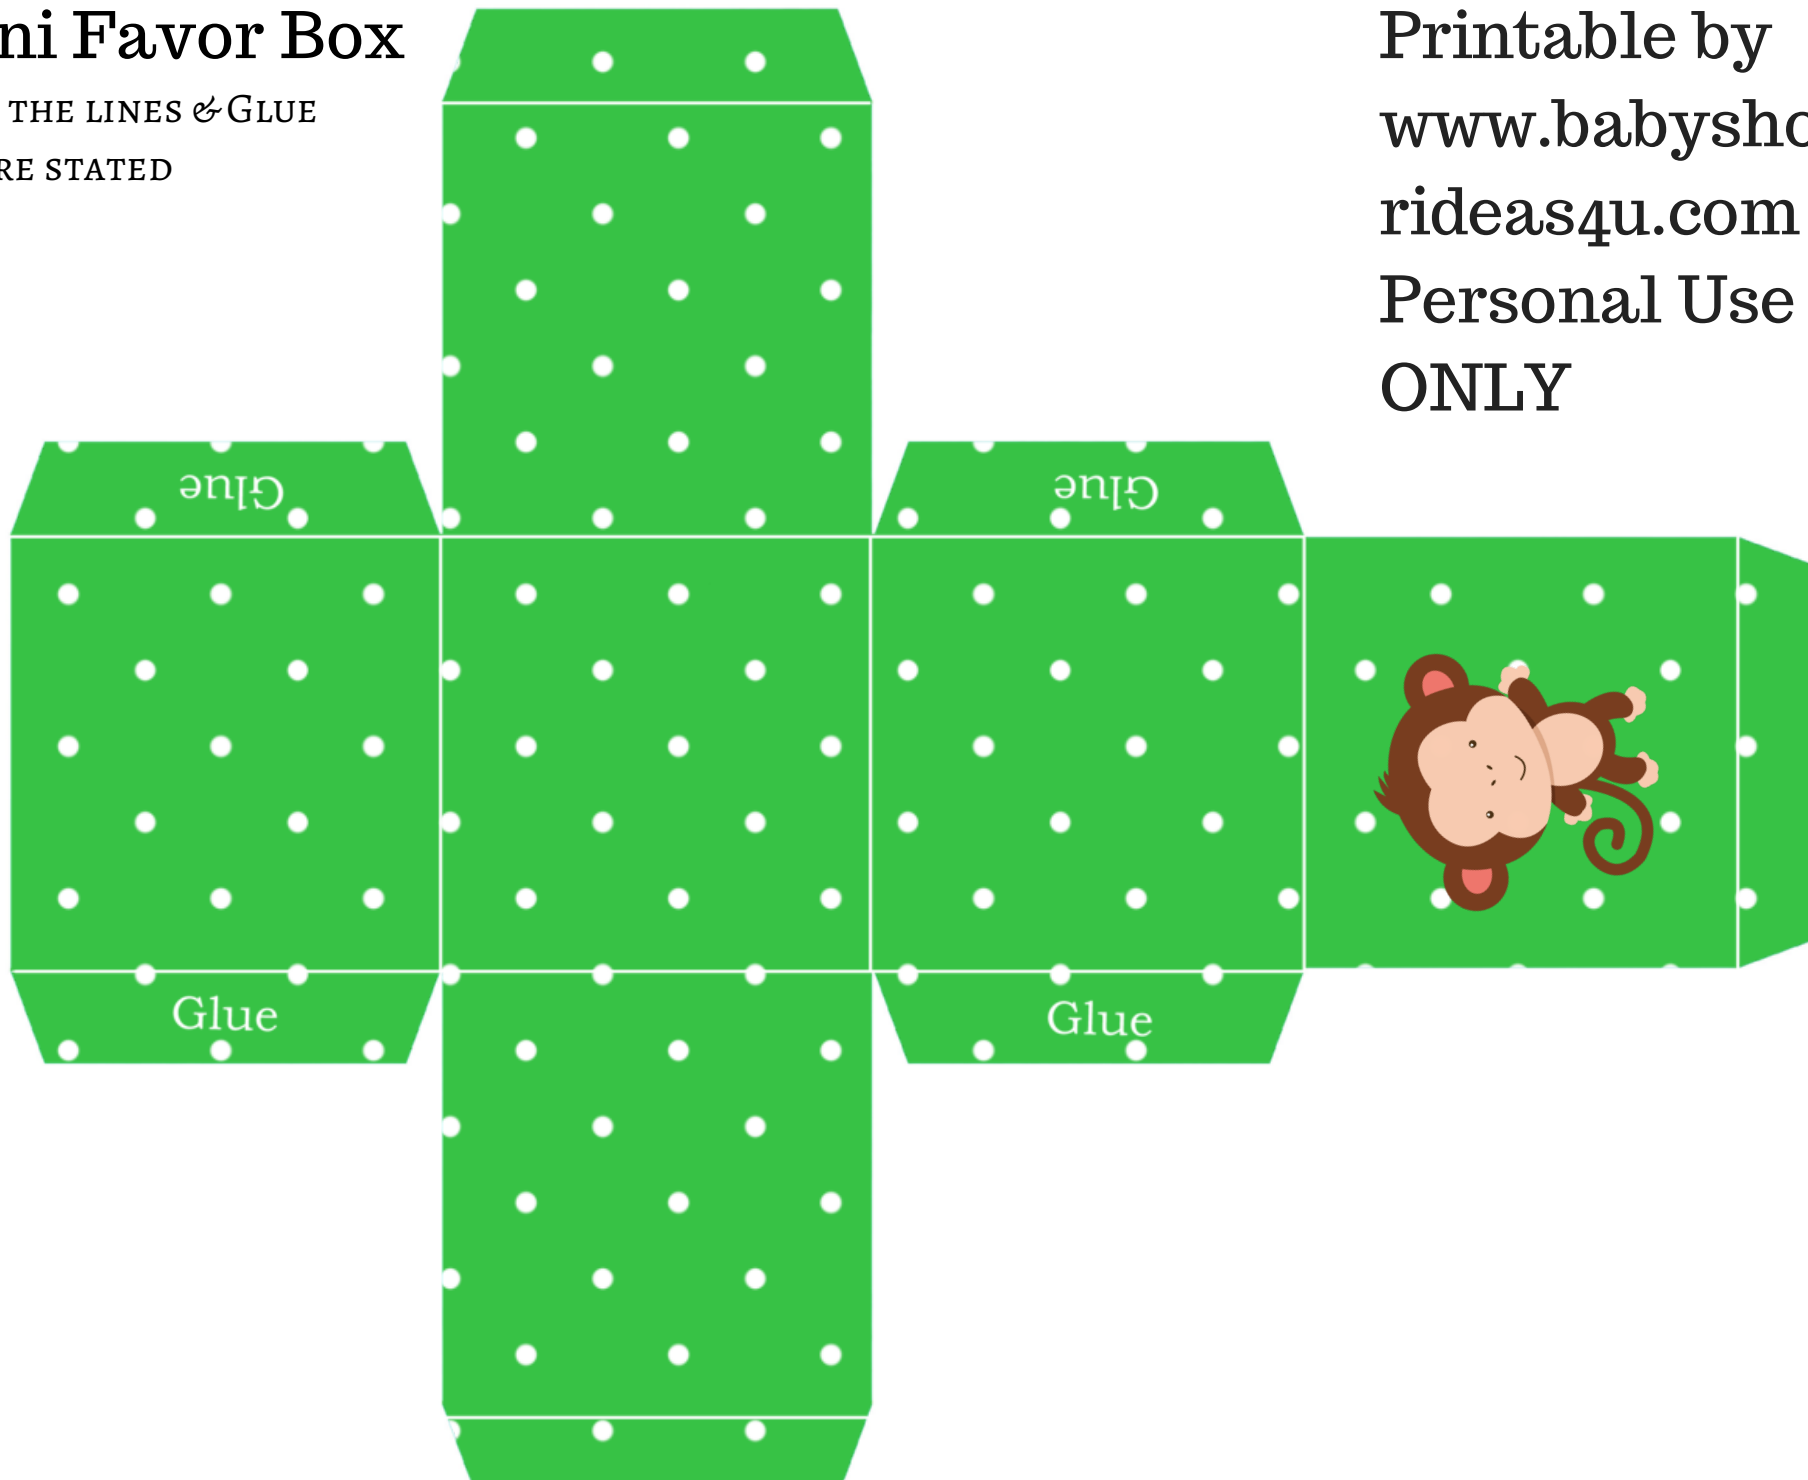 ni Favor Box
THE LINES & GLUE
RE STATED
Printable by
www.babysho
rideas4u.com
Personal Use
ONLY
Glue
Glue
Glue
Glue